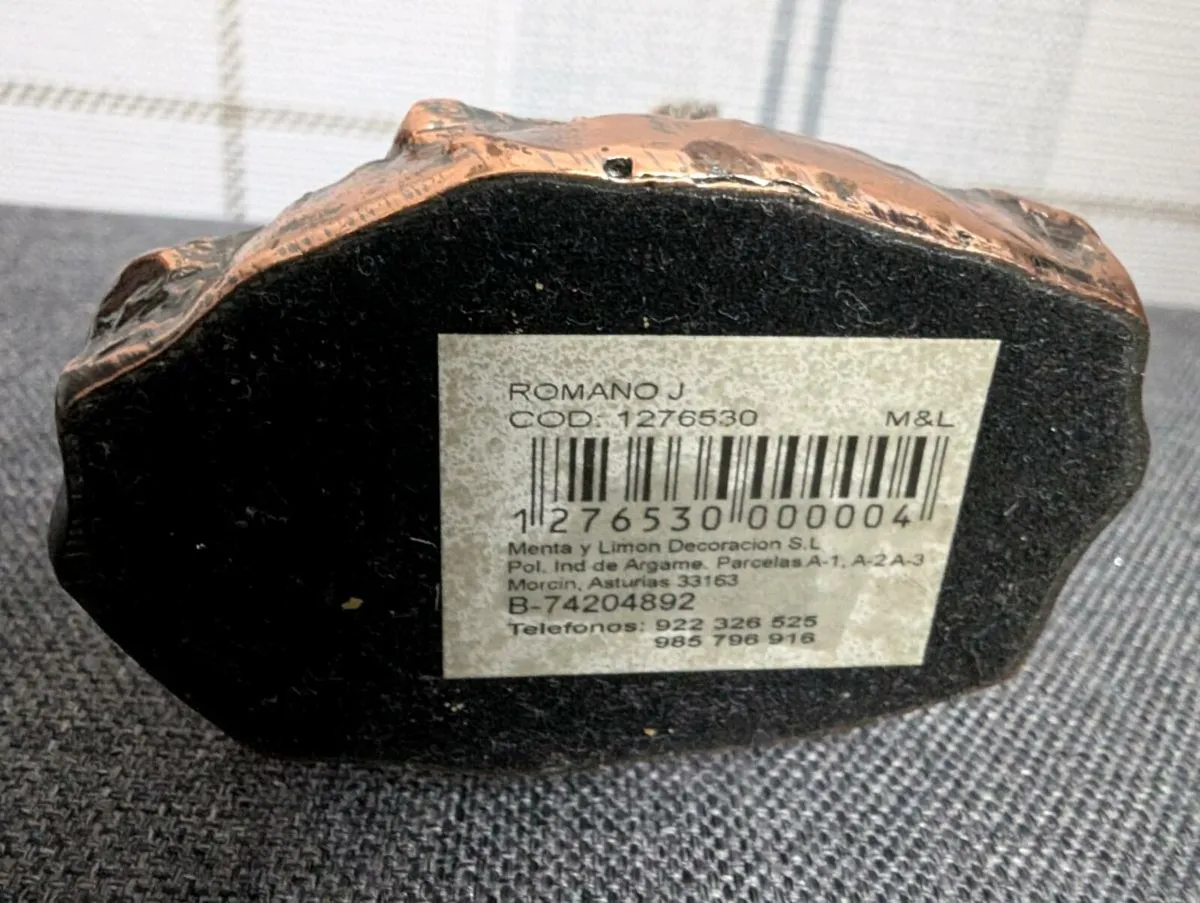 ROMANO J
COD: 1276530 M&L
1 276530 000004
Menta y Limon Decoracion S.L
Pol. Ind de Argame. Parcelas A-1, A-2 A-3
Morcin, Asturias 33163
B-74204892
Telefonos: 922 326 525
985 796 916